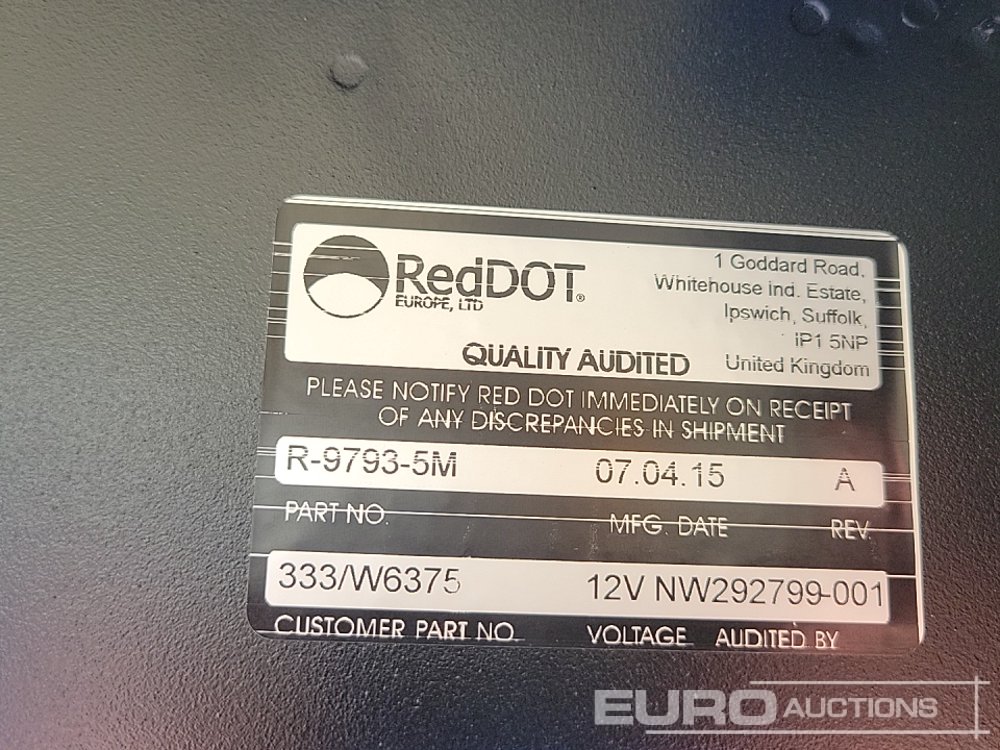 RedDOT®
EUROPE, LTD
1 Goddard Road,
Whitehouse Ind. Estate,
Ipswich, Suffolk,
IP1 5NP
United Kingdom
QUALITY AUDITED
PLEASE NOTIFY RED DOT IMMEDIATELY ON RECEIPT
OF ANY DISCREPANCIES IN SHIPMENT
R-9793-5M 07.04.15 A
PART NO. MFG. DATE REV.
333/W6375 12V NW292799-001
CUSTOMER PART NO. VOLTAGE AUDITED BY
EURO AUCTIONS